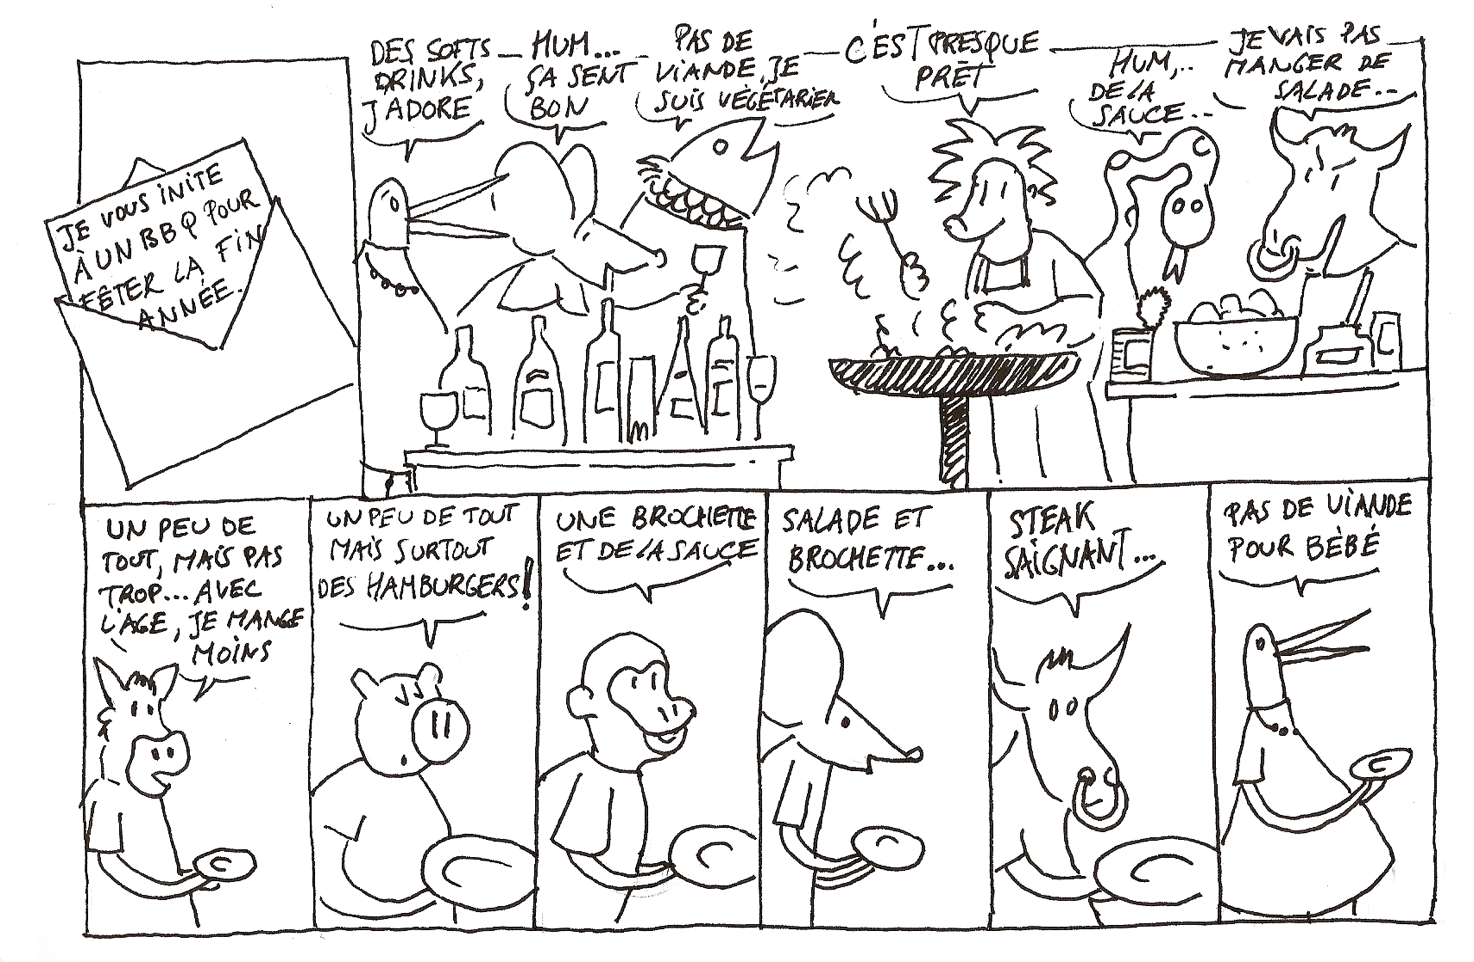 JE VOUS INITE
À UN BBQ POUR
FÊTER LA FIN
ANNÉE.
DES SOFTS
DRINKS,
J'ADORE
HUM...
ÇA SENT
BON
PAS DE
VIANDE, JE
SUIS VÉGÉTARIEN
C'EST PRESQUE
PRÊT
HUM,..
DE LA
SAUCE...
JE VAIS PAS
MANGER DE
SALADE...
UN PEU DE
TOUT, MAIS PAS
TROP... AVEC
L'AGE, JE MANGE
MOINS
UN PEU DE TOUT
MAIS SURTOUT
DES HAMBURGERS!
UNE BROCHETTE
ET DE LA SAUCE
SALADE ET
BROCHETTE...
STEAK
SAIGNANT...
PAS DE VIANDE
POUR BÈBÉ